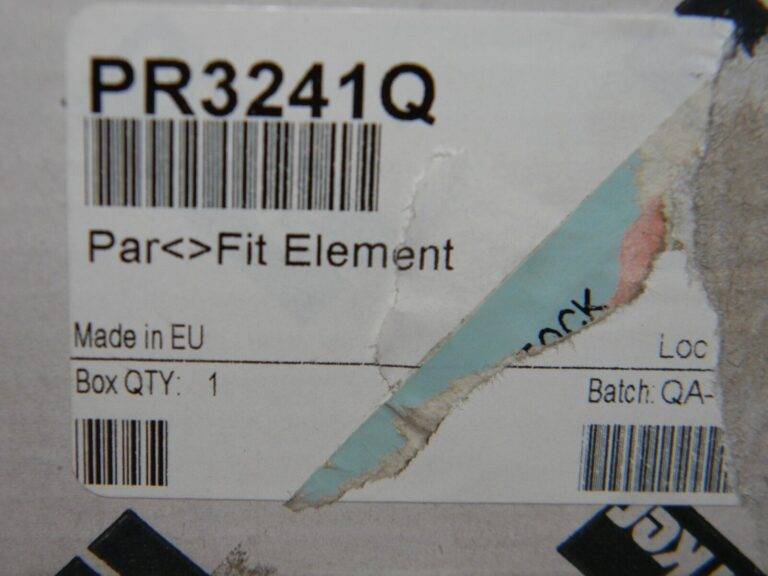 PR3241Q
Par<>Fit Element
Made in EU
Loc
Box QTY: 1
Batch: QA-